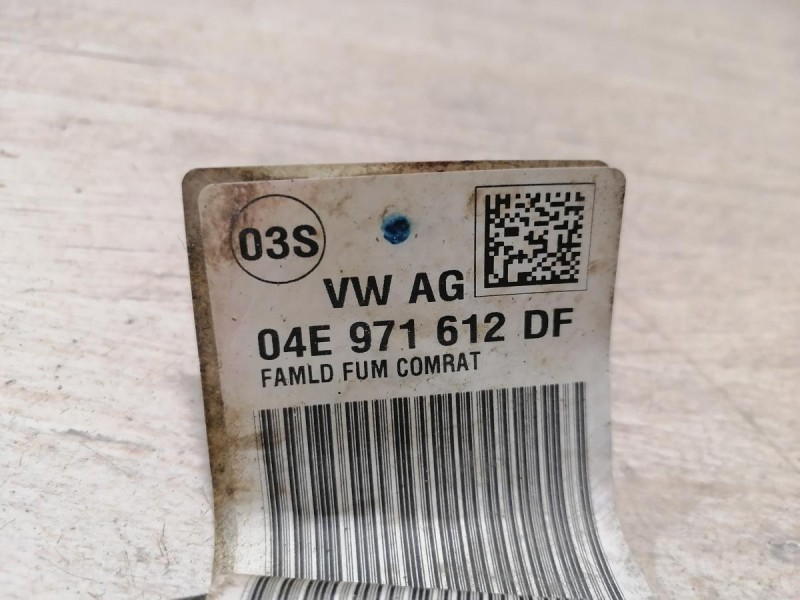 03S
VW AG
04E 971 612 DF
FAMLD FUM COMRAT